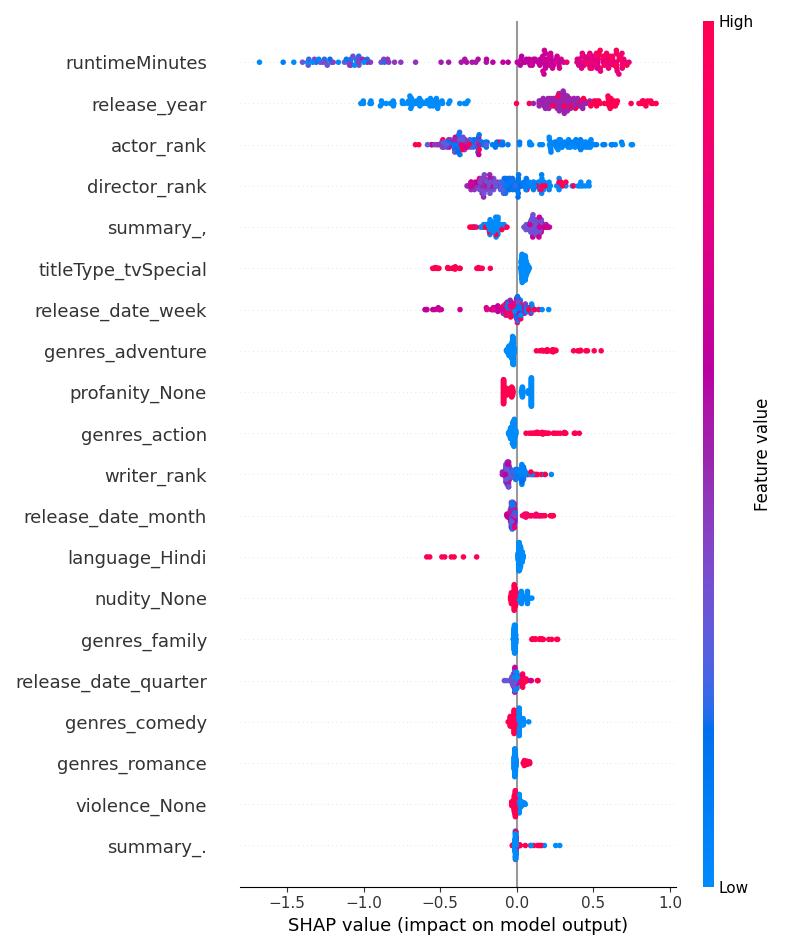 High
runtimeMinutes
release_year
actor_rank
director_rank
summary_,
titleType_tvSpecial
release_date_week
genres_adventure
profanity_None
genres_action
writer_rank
release_date_month
language_Hindi
nudity_None
genres_family
release_date_quarter
genres_comedy
genres_romance
violence_None
summary_.
Feature value
Low
−1.5 −1.0 −0.5 0.0 0.5 1.0
SHAP value (impact on model output)